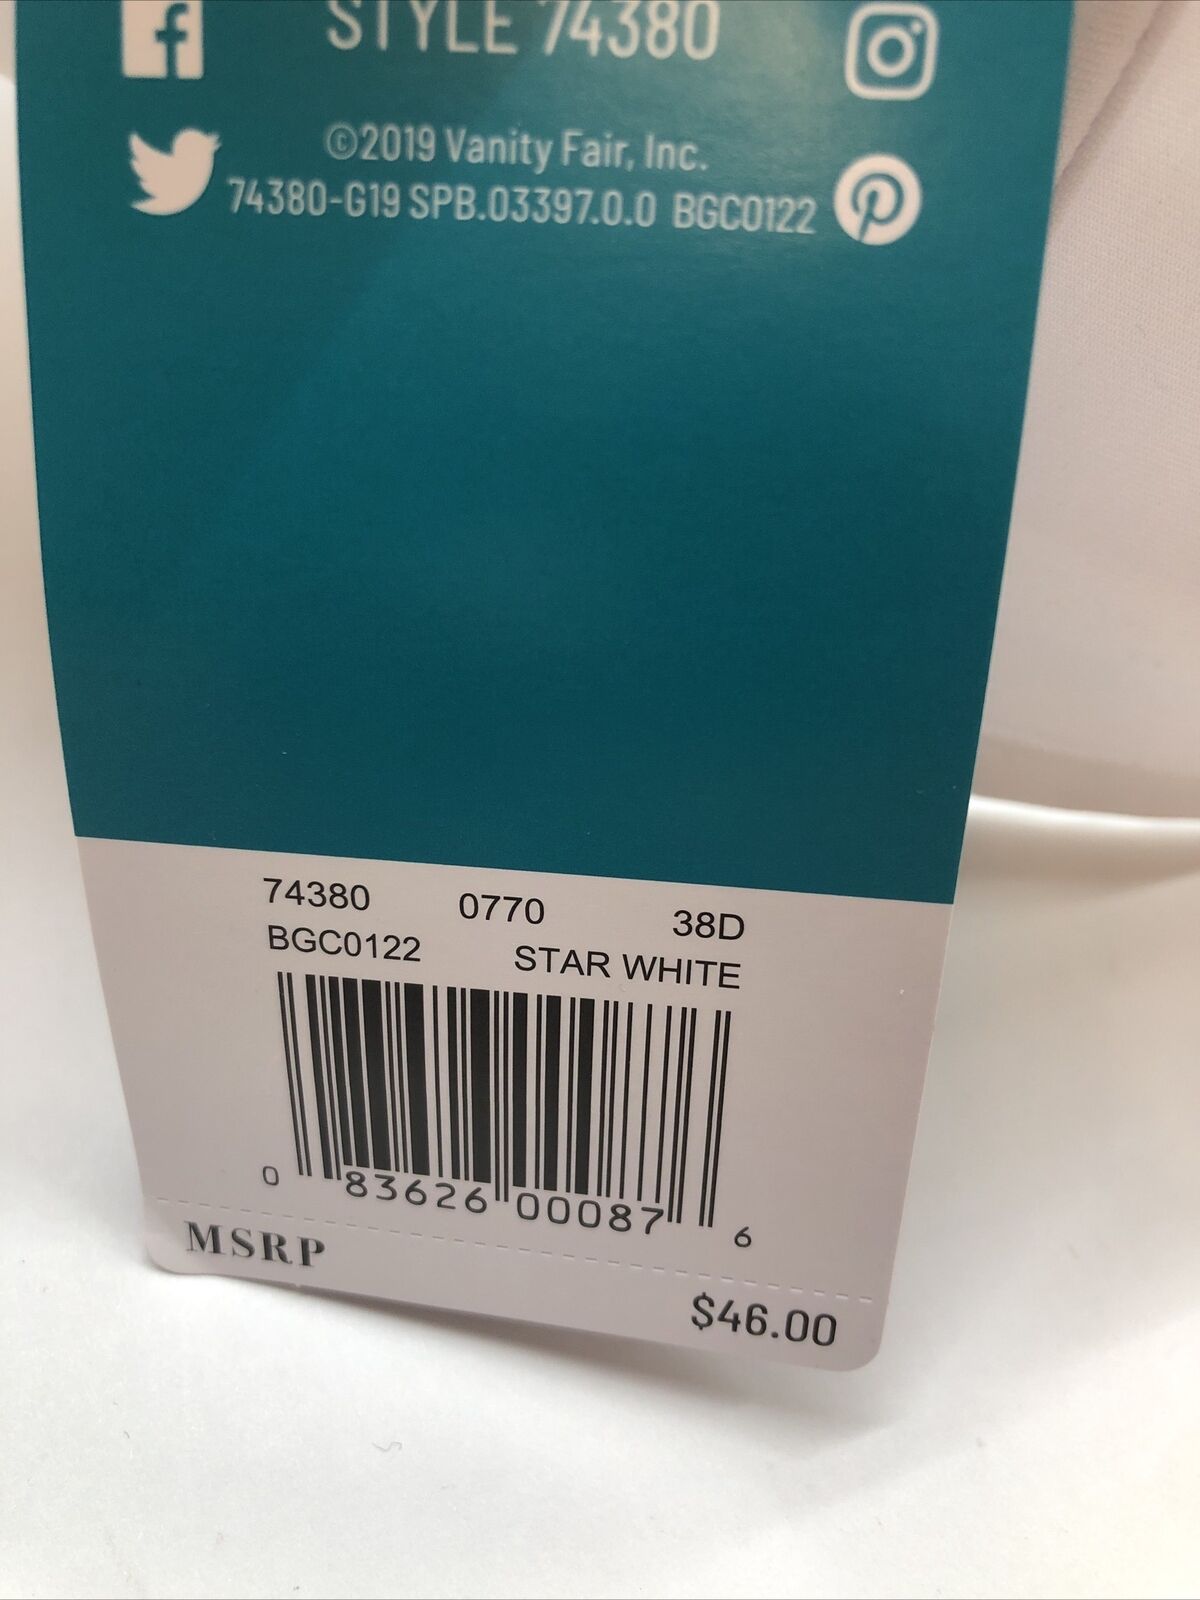 STYLE 74380
©2019 Vanity Fair, Inc.
74380-G19 SPB.03397.0.0 BGC0122
74380 0770 38D
BGC0122 STAR WHITE
0 83626 00087 6
MSRP
$46.00